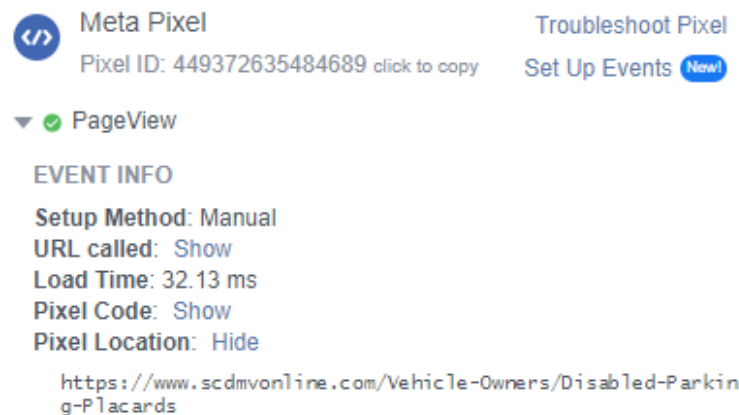 </>
Meta Pixel Troubleshoot Pixel
Pixel ID: 449372635484689 click to copy Set Up Events New!
PageView
EVENT INFO
Setup Method: Manual
URL called: Show
Load Time: 32.13 ms
Pixel Code: Show
Pixel Location: Hide
https://www.scdmvonline.com/Vehicle-Owners/Disabled-Parkin
g-Placards